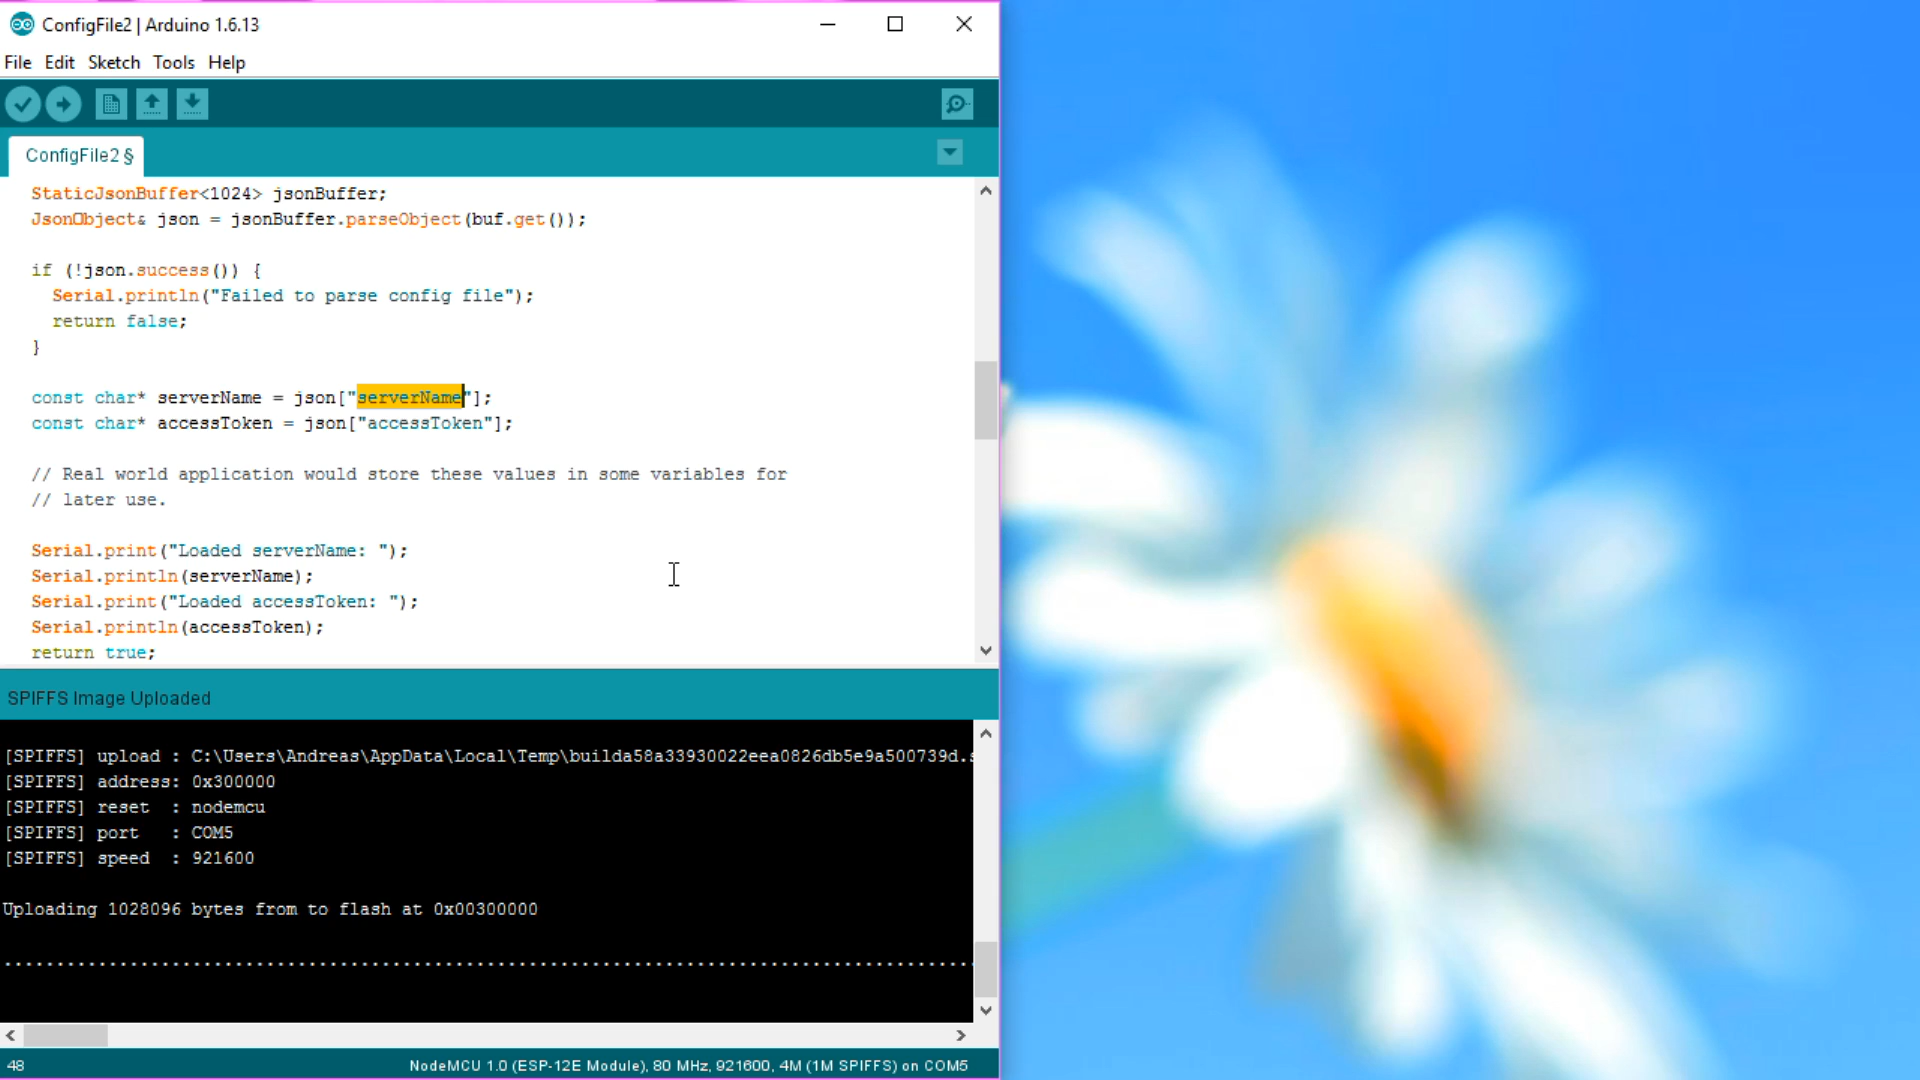 ConfigFile2 | Arduino 1.6.13
File Edit Sketch Tools Help
ConfigFile2 §
StaticJsonBuffer<1024> jsonBuffer;
JsonObject& json = jsonBuffer.parseObject(buf.get());
if (!json.success()) {
Serial.println("Failed to parse config file");
return false;
}
const char* serverName = json["serverName"];
const char* accessToken = json["accessToken"];
// Real world application would store these values in some variables for
// later use.
Serial.print("Loaded serverName: ");
Serial.println(serverName);
Serial.print("Loaded accessToken: ");
Serial.println(accessToken);
return true;
SPIFFS Image Uploaded
[SPIFFS] upload : C:\Users\Andreas\AppData\Local\Temp\builda58a33930022eea0826db5e9a500739d.s
[SPIFFS] address: 0x300000
[SPIFFS] reset : nodemcu
[SPIFFS] port : COM5
[SPIFFS] speed : 921600
Uploading 1028096 bytes from to flash at 0x00300000
................................................................................
48 NodeMCU 1.0 (ESP-12E Module), 80 MHz, 921600, 4M (1M SPIFFS) on COM5